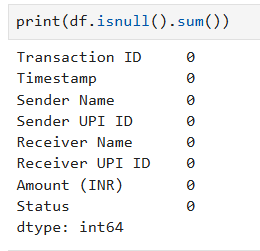 print(df.isnull().sum())
Transaction ID 0
Timestamp 0
Sender Name 0
Sender UPI ID 0
Receiver Name 0
Receiver UPI ID 0
Amount (INR) 0
Status 0
dtype: int64